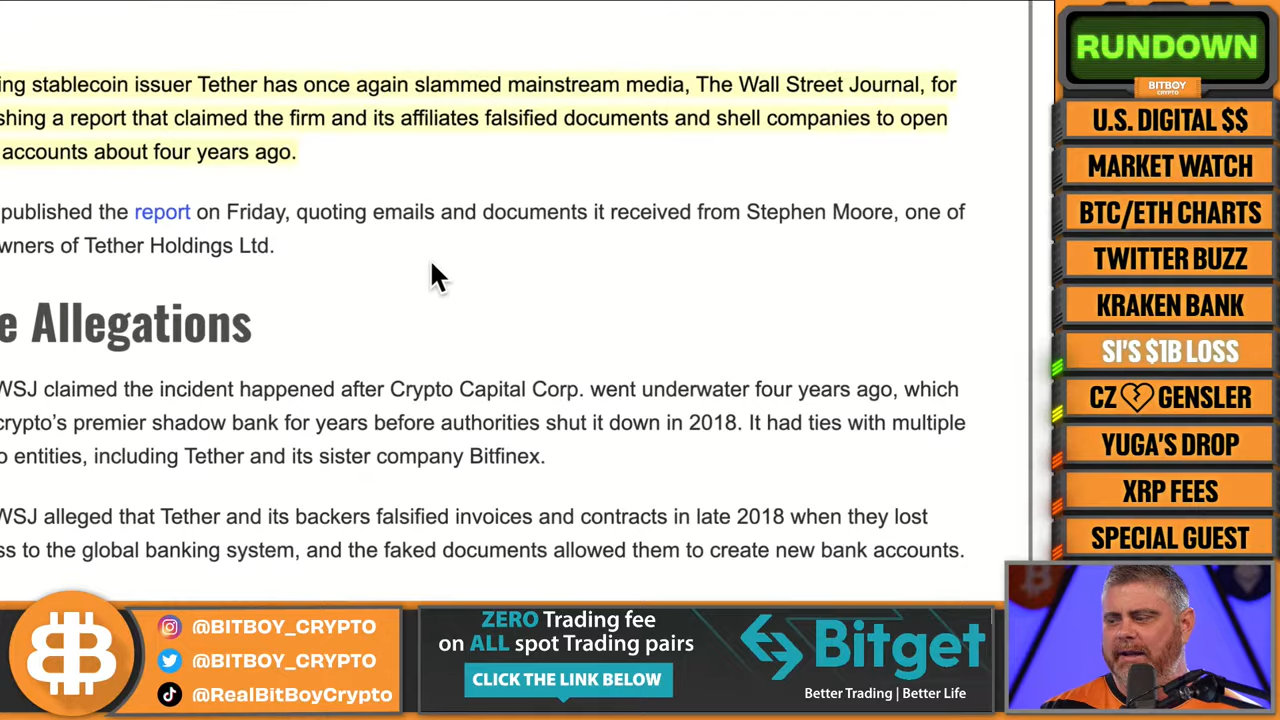 ing stablecoin issuer Tether has once again slammed mainstream media, The Wall Street Journal, for
shing a report that claimed the firm and its affiliates falsified documents and shell companies to open
accounts about four years ago.
published the report on Friday, quoting emails and documents it received from Stephen Moore, one of
wners of Tether Holdings Ltd.
e Allegations
WSJ claimed the incident happened after Crypto Capital Corp. went underwater four years ago, which
crypto’s premier shadow bank for years before authorities shut it down in 2018. It had ties with multiple
o entities, including Tether and its sister company Bitfinex.
WSJ alleged that Tether and its backers falsified invoices and contracts in late 2018 when they lost
ss to the global banking system, and the faked documents allowed them to create new bank accounts.
RUNDOWN
BITBOY
CRYPTO
U.S. DIGITAL $$
MARKET WATCH
BTC/ETH CHARTS
TWITTER BUZZ
KRAKEN BANK
SI'S $1B LOSS
CZ GENSLER
YUGA'S DROP
XRP FEES
SPECIAL GUEST
@BITBOY_CRYPTO
@BITBOY_CRYPTO
@RealBitBoyCrypto
ZERO Trading fee
on ALL spot Trading pairs
CLICK THE LINK BELOW
Bitget
Better Trading | Better Life